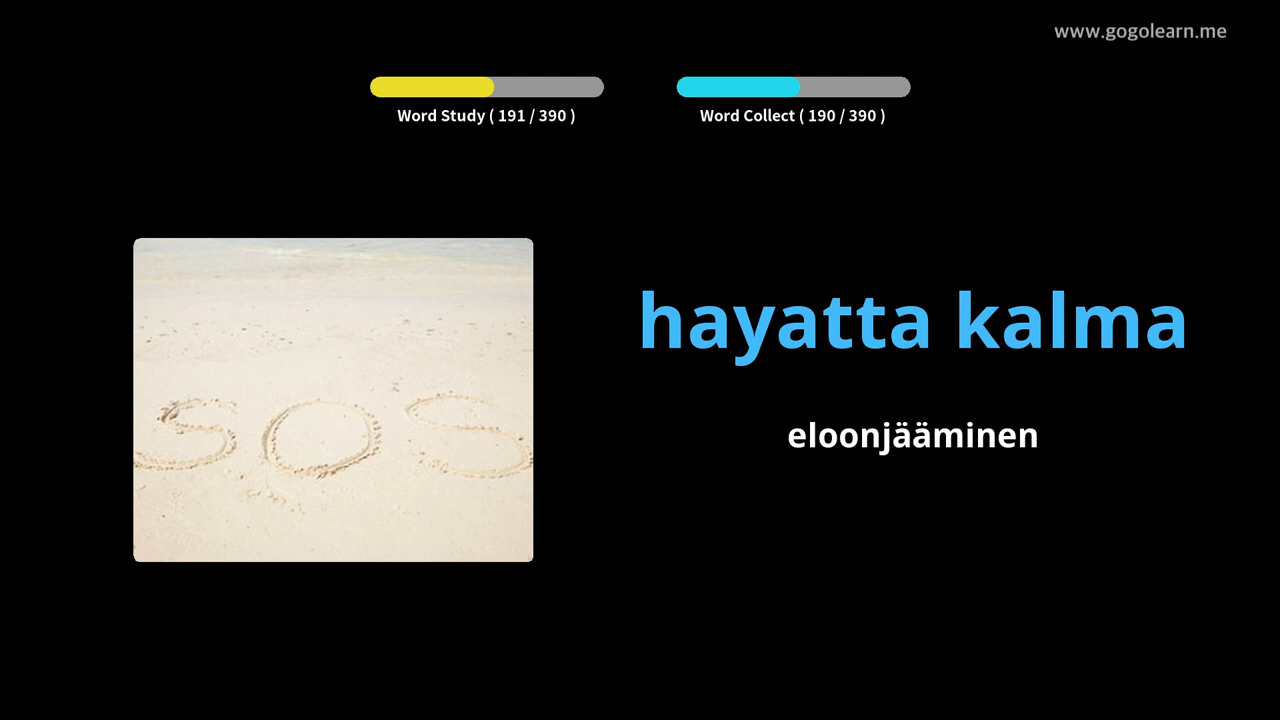 www.gogolearn.me
Word Study ( 191 / 390 )
Word Collect ( 190 / 390 )
SOS
hayatta kalma
eloonjääminen